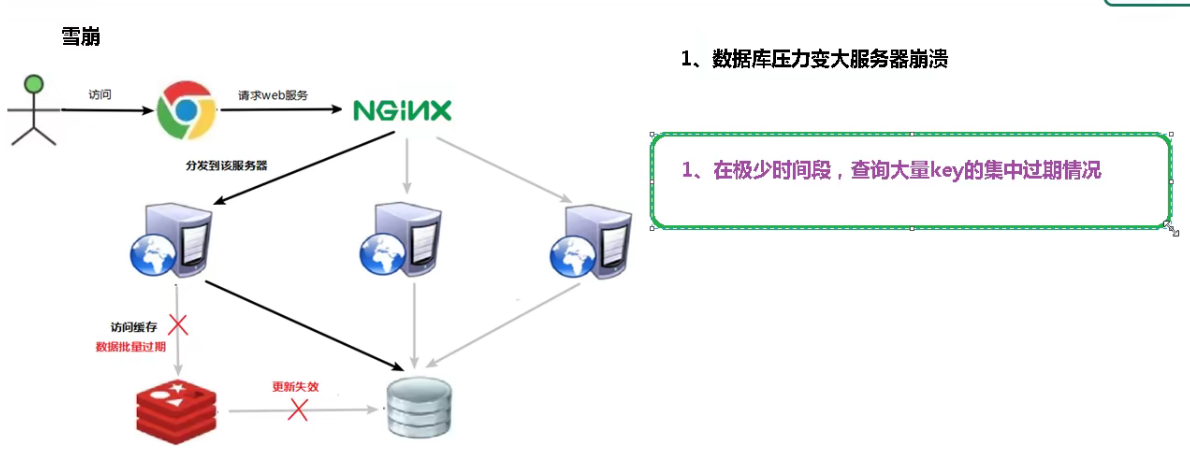 雪崩
1、数据库压力变大服务器崩溃
访问
请求web服务
NGINX
分发到该服务器
1、在极少时间段，查询大量key的集中过期情况
访问缓存
数据批量过期
更新失效